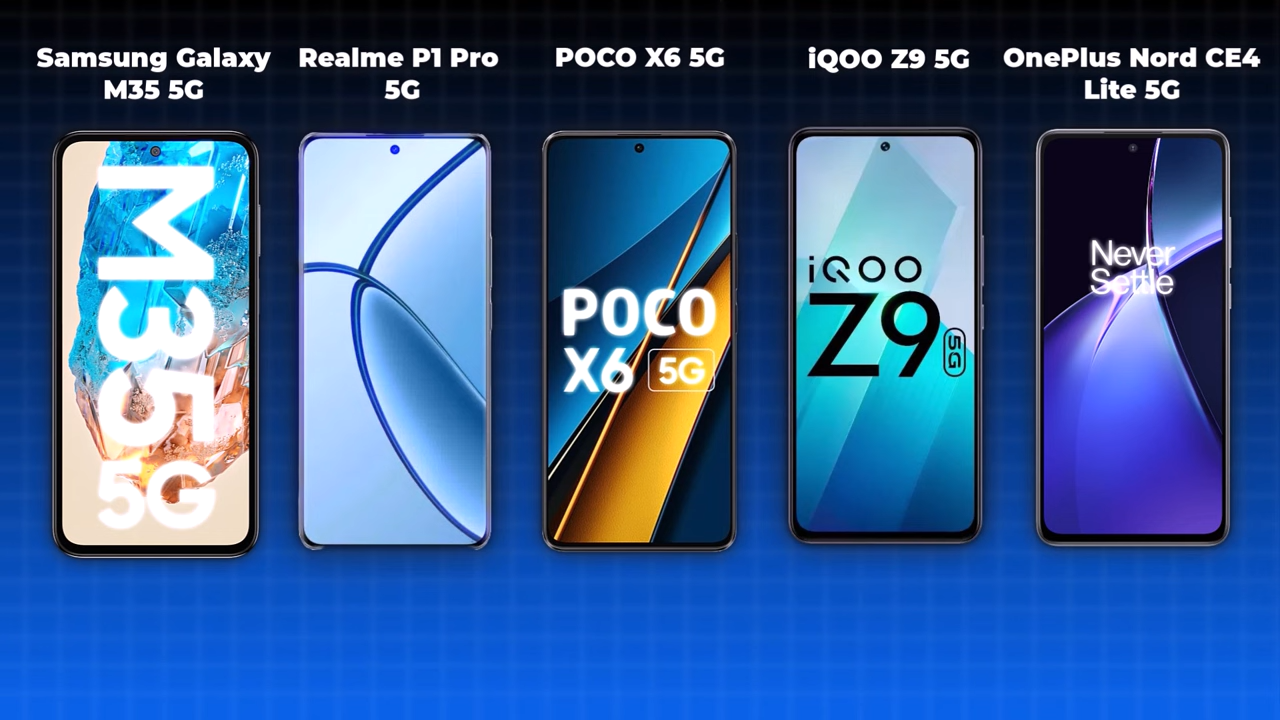 Samsung Galaxy
M35 5G
Realme P1 Pro
5G
POCO X6 5G
iQOO Z9 5G
OnePlus Nord CE4
Lite 5G
M35
5G
POCO
X6 5G
iQOO
Z9 5G
Never
Settle